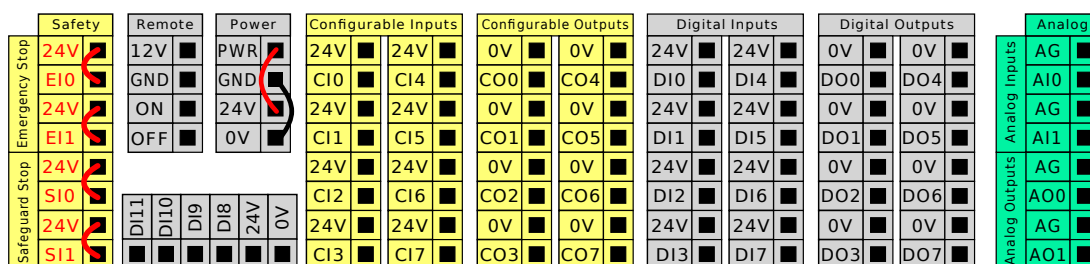 Safety
Emergency Stop
24V
EI0
24V
EI1
Safeguard Stop
24V
SI0
24V
SI1
Remote
12V
GND
ON
OFF
Power
PWR
GND
24V
0V
DI11
DI10
DI9
DI8
24V
0V
Configurable Inputs
24V 24V
CI0 CI4
24V 24V
CI1 CI5
24V 24V
CI2 CI6
24V 24V
CI3 CI7
Configurable Outputs
0V 0V
CO0 CO4
0V 0V
CO1 CO5
0V 0V
CO2 CO6
0V 0V
CO3 CO7
Digital Inputs
24V 24V
DI0 DI4
24V 24V
DI1 DI5
24V 24V
DI2 DI6
24V 24V
DI3 DI7
Digital Outputs
0V 0V
DO0 DO4
0V 0V
DO1 DO5
0V 0V
DO2 DO6
0V 0V
DO3 DO7
Analog
Analog Inputs
AG
AI0
AG
AI1
Analog Outputs
AG
AO0
AG
AO1